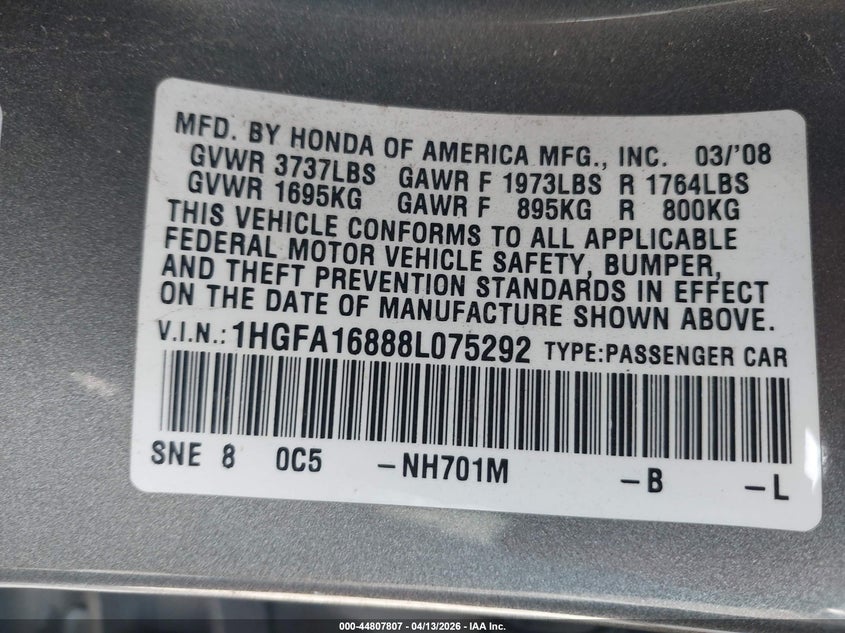 MFD. BY HONDA OF AMERICA MFG., INC. 03/'08
GVWR 3737LBS GAWR F 1973LBS R 1764LBS
GVWR 1695KG GAWR F 895KG R 800KG
THIS VEHICLE CONFORMS TO ALL APPLICABLE
FEDERAL MOTOR VEHICLE SAFETY, BUMPER,
AND THEFT PREVENTION STANDARDS IN EFFECT
ON THE DATE OF MANUFACTURE SHOWN ABOVE.
V.I.N.: 1HGFA16888L075292 TYPE:PASSENGER CAR
SNE 8 0C5 -NH701M -B -L
000-44807807 - 04/13/2026 - IAA Inc.